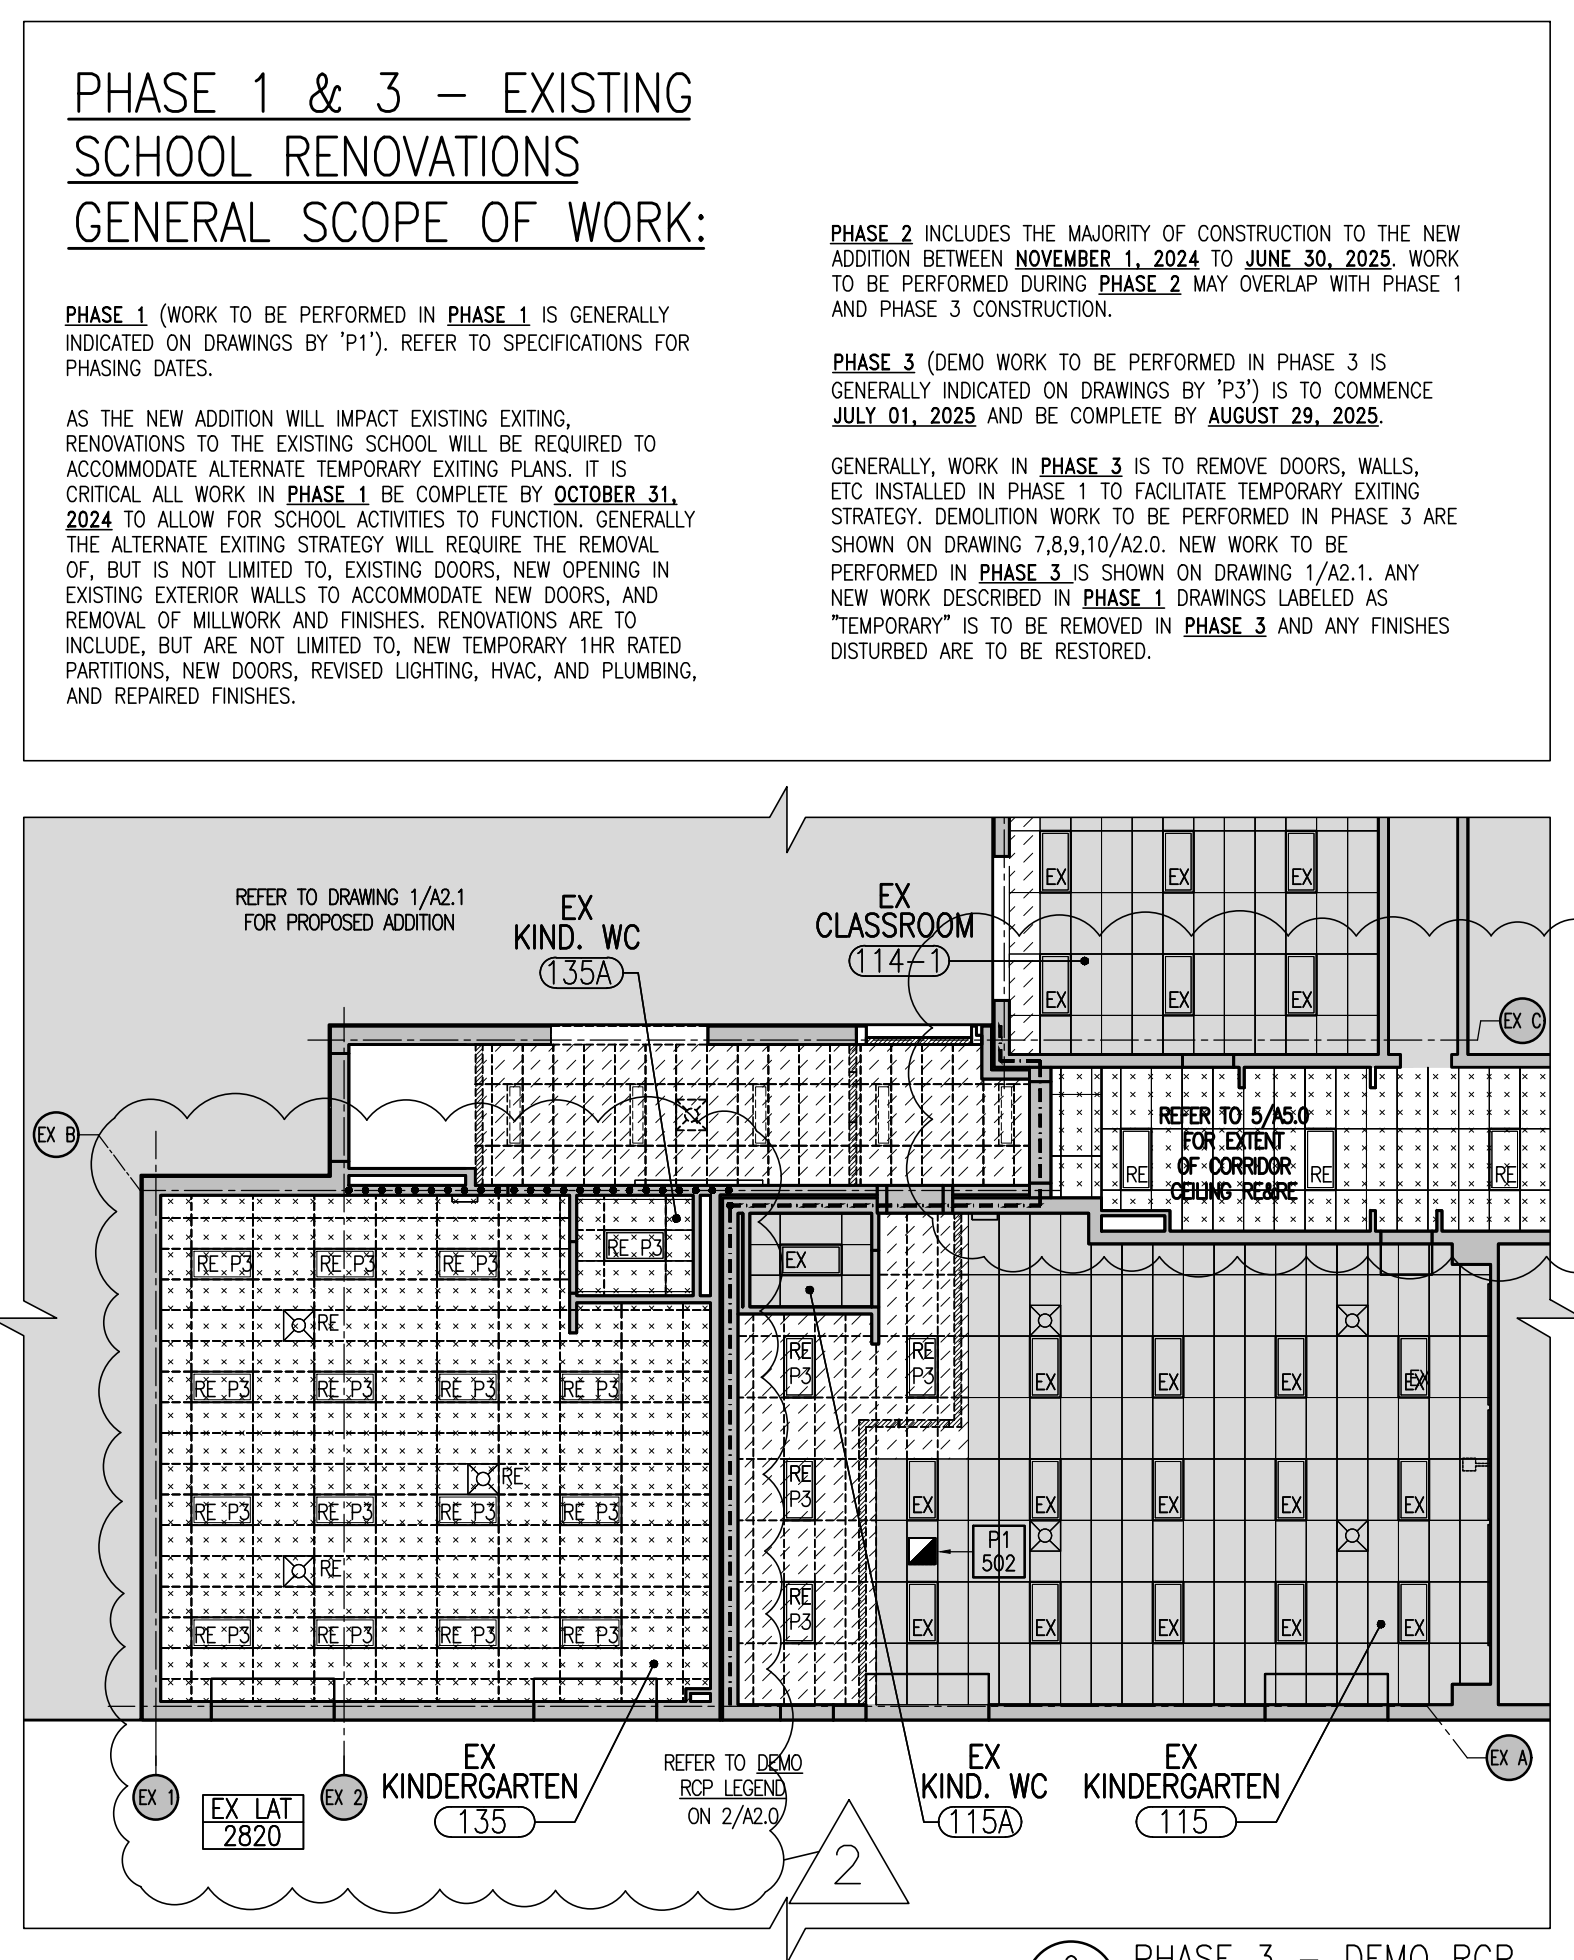 PHASE 1 & 3 – EXISTING
SCHOOL RENOVATIONS
GENERAL SCOPE OF WORK:
PHASE 1 (WORK TO BE PERFORMED IN PHASE 1 IS GENERALLY
INDICATED ON DRAWINGS BY 'P1'). REFER TO SPECIFICATIONS FOR
PHASING DATES.
AS THE NEW ADDITION WILL IMPACT EXISTING EXITING,
RENOVATIONS TO THE EXISTING SCHOOL WILL BE REQUIRED TO
ACCOMMODATE ALTERNATE TEMPORARY EXITING PLANS. IT IS
CRITICAL ALL WORK IN PHASE 1 BE COMPLETE BY OCTOBER 31,
2024 TO ALLOW FOR SCHOOL ACTIVITIES TO FUNCTION. GENERALLY
THE ALTERNATE EXITING STRATEGY WILL REQUIRE THE REMOVAL
OF, BUT IS NOT LIMITED TO, EXISTING DOORS, NEW OPENING IN
EXISTING EXTERIOR WALLS TO ACCOMMODATE NEW DOORS, AND
REMOVAL OF MILLWORK AND FINISHES. RENOVATIONS ARE TO
INCLUDE, BUT ARE NOT LIMITED TO, NEW TEMPORARY 1HR RATED
PARTITIONS, NEW DOORS, REVISED LIGHTING, HVAC, AND PLUMBING,
AND REPAIRED FINISHES.
PHASE 2 INCLUDES THE MAJORITY OF CONSTRUCTION TO THE NEW
ADDITION BETWEEN NOVEMBER 1, 2024 TO JUNE 30, 2025. WORK
TO BE PERFORMED DURING PHASE 2 MAY OVERLAP WITH PHASE 1
AND PHASE 3 CONSTRUCTION.
PHASE 3 (DEMO WORK TO BE PERFORMED IN PHASE 3 IS
GENERALLY INDICATED ON DRAWINGS BY 'P3') IS TO COMMENCE
JULY 01, 2025 AND BE COMPLETE BY AUGUST 29, 2025.
GENERALLY, WORK IN PHASE 3 IS TO REMOVE DOORS, WALLS,
ETC INSTALLED IN PHASE 1 TO FACILITATE TEMPORARY EXITING
STRATEGY. DEMOLITION WORK TO BE PERFORMED IN PHASE 3 ARE
SHOWN ON DRAWING 7,8,9,10/A2.0. NEW WORK TO BE
PERFORMED IN PHASE 3 IS SHOWN ON DRAWING 1/A2.1. ANY
NEW WORK DESCRIBED IN PHASE 1 DRAWINGS LABELED AS
"TEMPORARY" IS TO BE REMOVED IN PHASE 3 AND ANY FINISHES
DISTURBED ARE TO BE RESTORED.
REFER TO DRAWING 1/A2.1
FOR PROPOSED ADDITION
EX
KIND. WC
135A
EX
CLASSROOM
114-1
EX EX EX
EX EX EX
EX C
EX B
REFER TO 5/A5.0
FOR EXTENT
OF CORRIDOR
CEILING RE&RE
RE RE RE
RE P3
EX
RE P3 RE P3 RE P3
RE
RE P3 RE P3 RE P3 RE P3
RE
P3
RE
P3
EX EX EX EX
EX
RE
RE P3 RE P3 RE P3 RE P3
RE
P3
EX EX EX EX EX
P1
502
RE
RE P3 RE P3 RE P3 RE P3
RE
P3
EX EX EX EX EX
EX 1
EX 2
EX A
EX LAT
2820
EX
KINDERGARTEN
135
REFER TO DEMO
RCP LEGEND
ON 2/A2.0
2
EX
KIND. WC
115A
EX
KINDERGARTEN
115
PHASE 3 – DEMO RCP